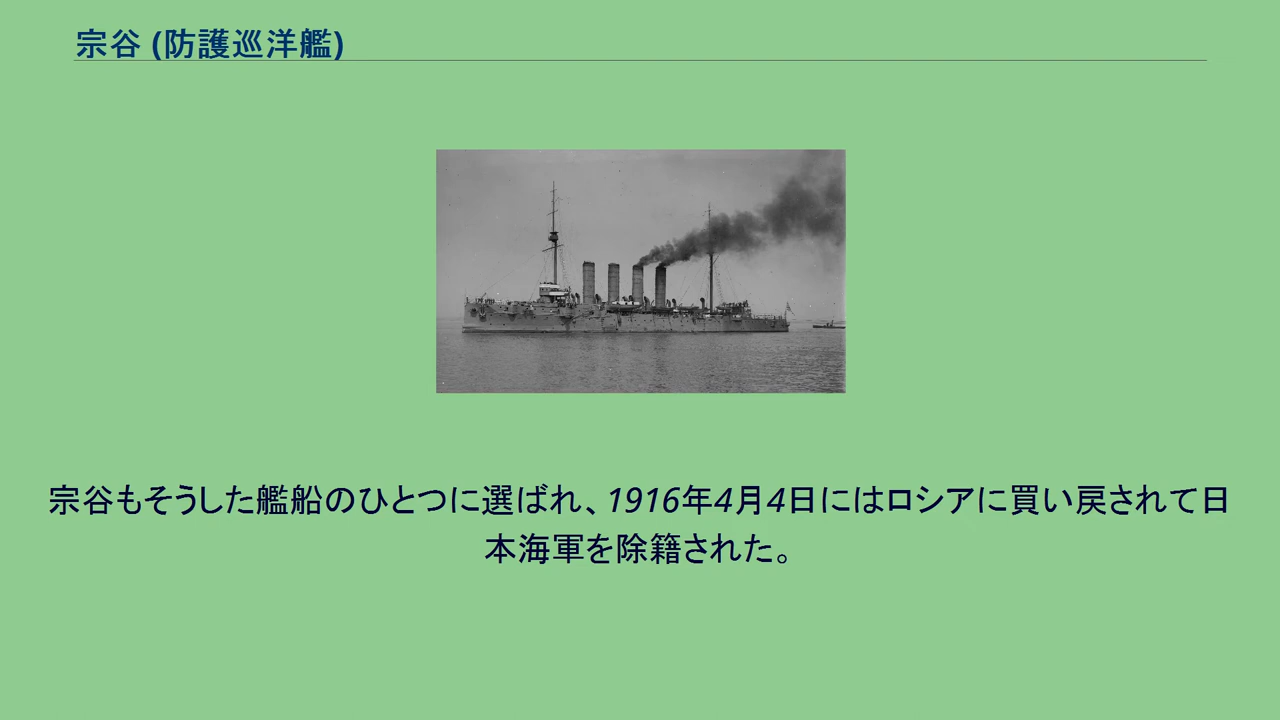 宗谷 (防護巡洋艦)
宗谷もそうした艦船のひとつに選ばれ、1916年4月4日にはロシアに買い戻されて日
本海軍を除籍された。